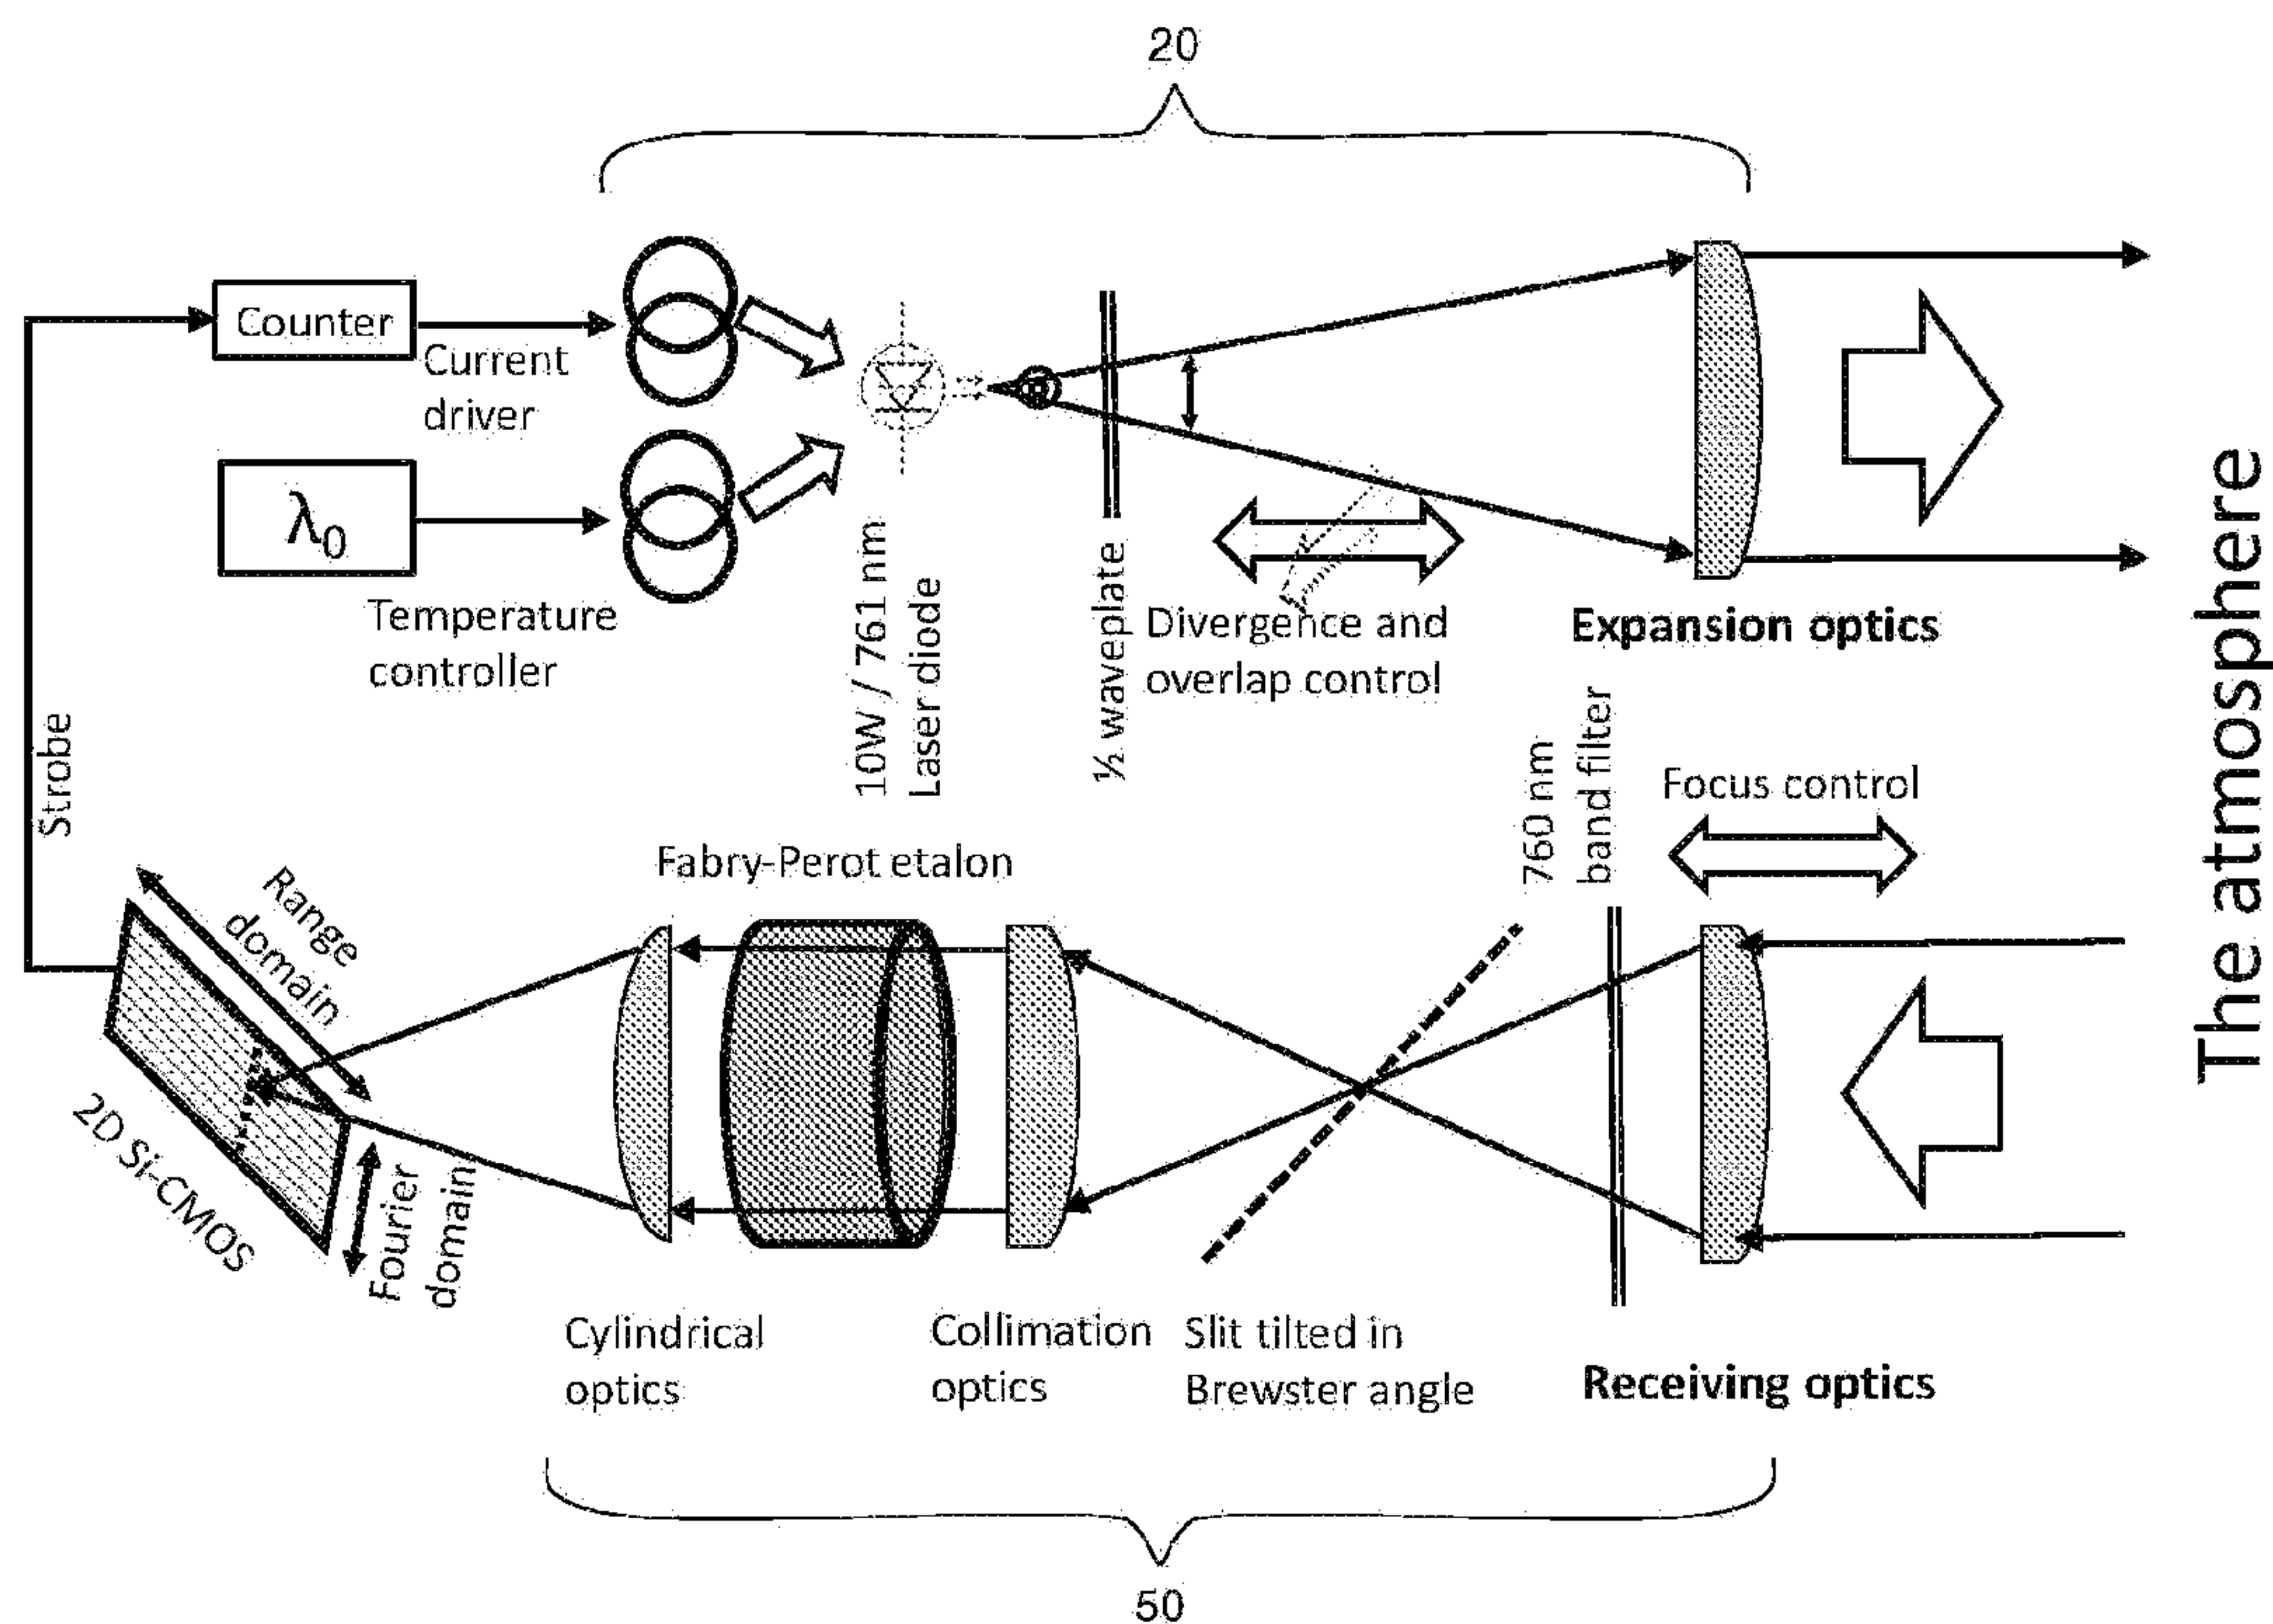 20
Counter
Current
driver
λ0
Temperature
controller
10W / 761 nm
Laser diode
½ waveplate
Divergence and
overlap control
Expansion optics
The atmosphere
Strobe
760 nm
band filter
Focus control
Fabry-Perot etalon
Range
domain
2D Si-CMOS
Fourier
domain
Cylindrical
optics
Collimation
optics
Slit tilted in
Brewster angle
Receiving optics
50